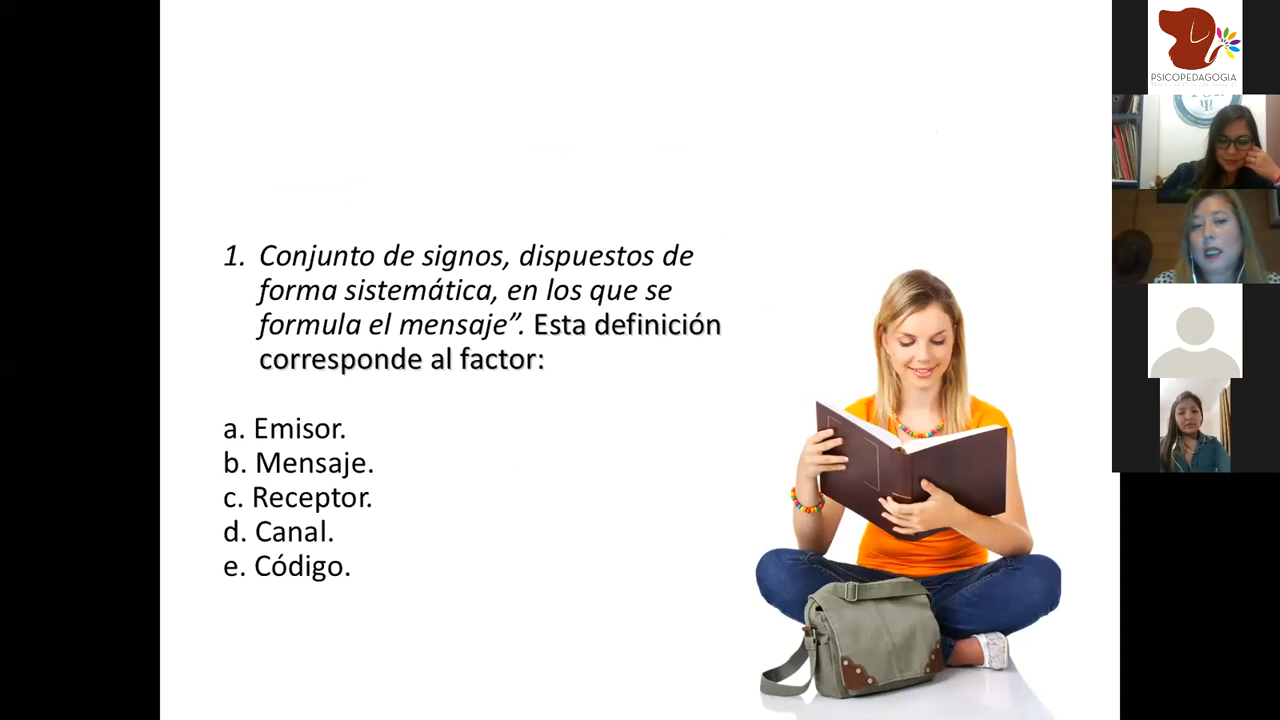 1. Conjunto de signos, dispuestos de
forma sistemática, en los que se
formula el mensaje”. Esta definición
corresponde al factor:
a. Emisor.
b. Mensaje.
c. Receptor.
d. Canal.
e. Código.
PSICOPEDAGOGIA